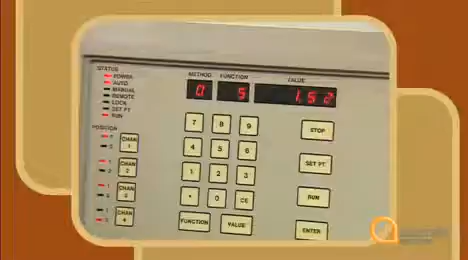 STATUS
METHOD FUNCTION VALUE
POWER
AUTO
MANUAL
REMOTE
LOCK
SET PT
RUN
0 5 1.52
7 8 9 STOP
POSITION
CHAN 1
4 5 6 SET PT.
CHAN 2
1 2 3 RUN
CHAN 3
• 0 CE
CHAN 4
FUNCTION VALUE ENTER